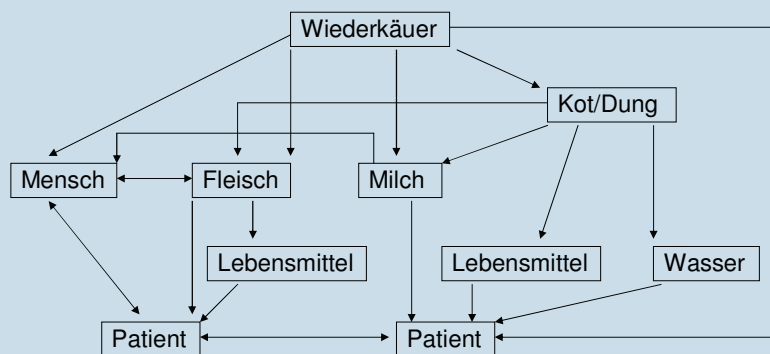 Wiederkäuer
Kot/Dung
Mensch
Fleisch
Milch
Lebensmittel
Lebensmittel
Wasser
Patient
Patient